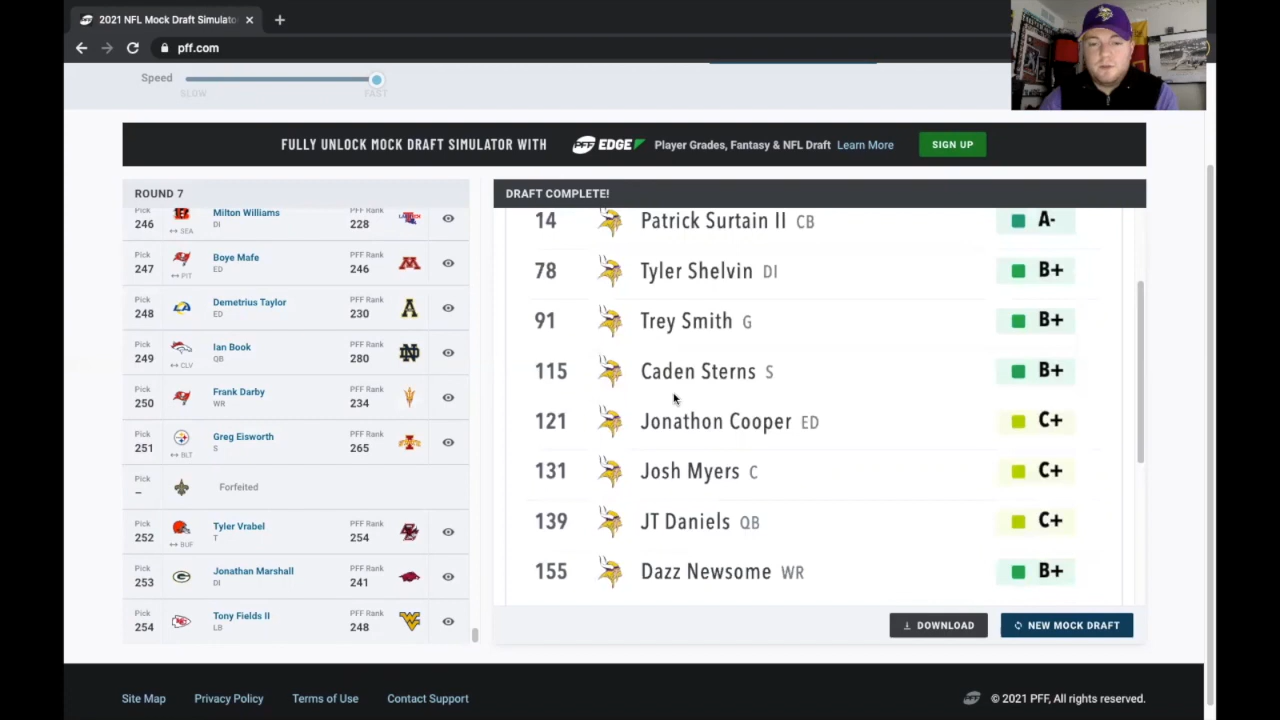 2021 NFL Mock Draft Simulato
pff.com
Speed
SLOW
FAST
FULLY UNLOCK MOCK DRAFT SIMULATOR WITH PFF EDGE Player Grades, Fantasy & NFL Draft Learn More SIGN UP
ROUND 7
Pick Milton Williams PFF Rank
246 DI 228
↔ SEA
Pick Boye Mafe PFF Rank
247 ED 246
↔ PIT
Pick Demetrius Taylor PFF Rank
248 ED 230
Pick Ian Book PFF Rank
249 QB 280
↔ CLV
Pick Frank Darby PFF Rank
250 WR 234
Pick Greg Eisworth PFF Rank
251 S 265
↔ BLT
Pick Forfeited
–
Pick Tyler Vrabel PFF Rank
252 T 254
↔ BUF
Pick Jonathan Marshall PFF Rank
253 DI 241
Pick Tony Fields II PFF Rank
254 LB 248
DRAFT COMPLETE!
14 Patrick Surtain II CB A-
78 Tyler Shelvin DI B+
91 Trey Smith G B+
115 Caden Sterns S B+
121 Jonathon Cooper ED C+
131 Josh Myers C C+
139 JT Daniels QB C+
155 Dazz Newsome WR B+
DOWNLOAD NEW MOCK DRAFT
Site Map Privacy Policy Terms of Use Contact Support PFF © 2021 PFF, All rights reserved.